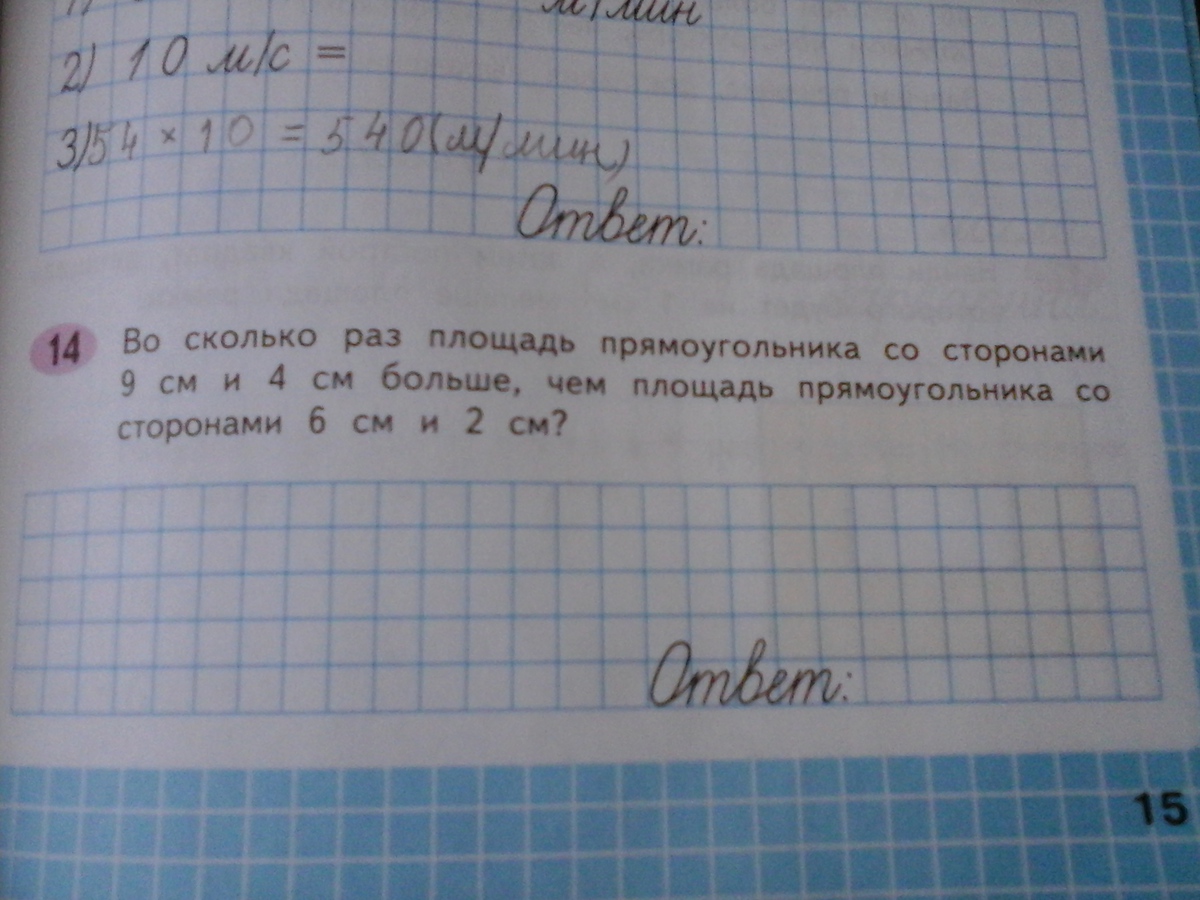 м/мин
2) 10 м/с =
3) 54 × 10 = 540 (м/мин)
Ответ:
14 Во сколько раз площадь прямоугольника со сторонами
9 см и 4 см больше, чем площадь прямоугольника со
сторонами 6 см и 2 см?
Ответ:
15